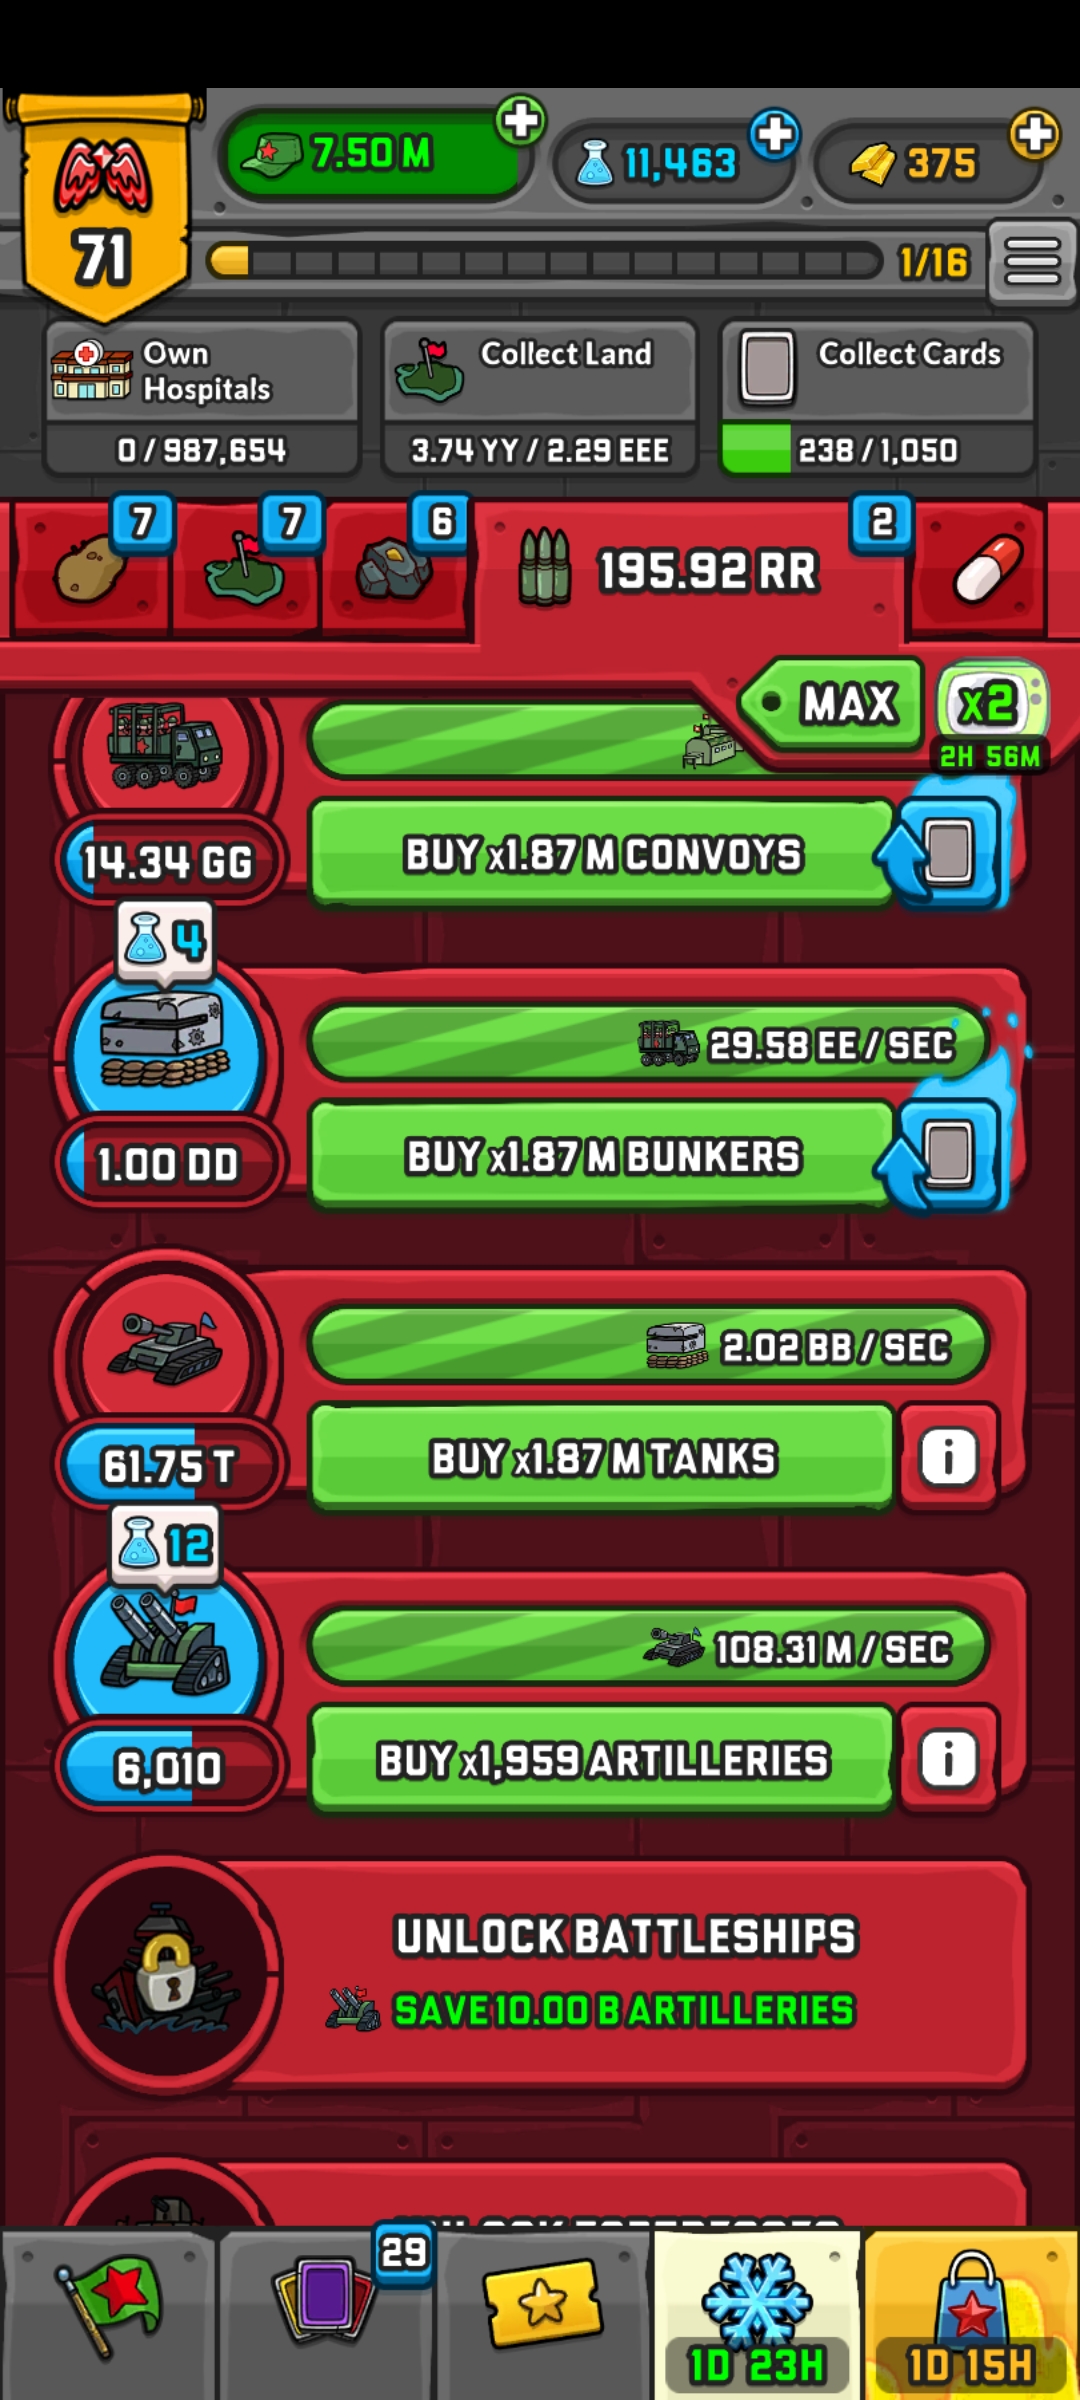 7.50 M
11,463
375
71
1/16
Own
Hospitals
0 / 987,654
Collect Land
3.74 YY / 2.29 EEE
Collect Cards
238 / 1,050
7
7
6
195.92 RR
2
MAX
x2
2H 56M
14.34 GG
BUY x1.87 M CONVOYS
4
29.58 EE / SEC
1.00 DD
BUY x1.87 M BUNKERS
2.02 BB / SEC
61.75 T
BUY x1.87 M TANKS
i
12
108.31 M / SEC
6,010
BUY x1,959 ARTILLERIES
i
UNLOCK BATTLESHIPS
SAVE 10.00 B ARTILLERIES
29
1D 23H
1D 15H